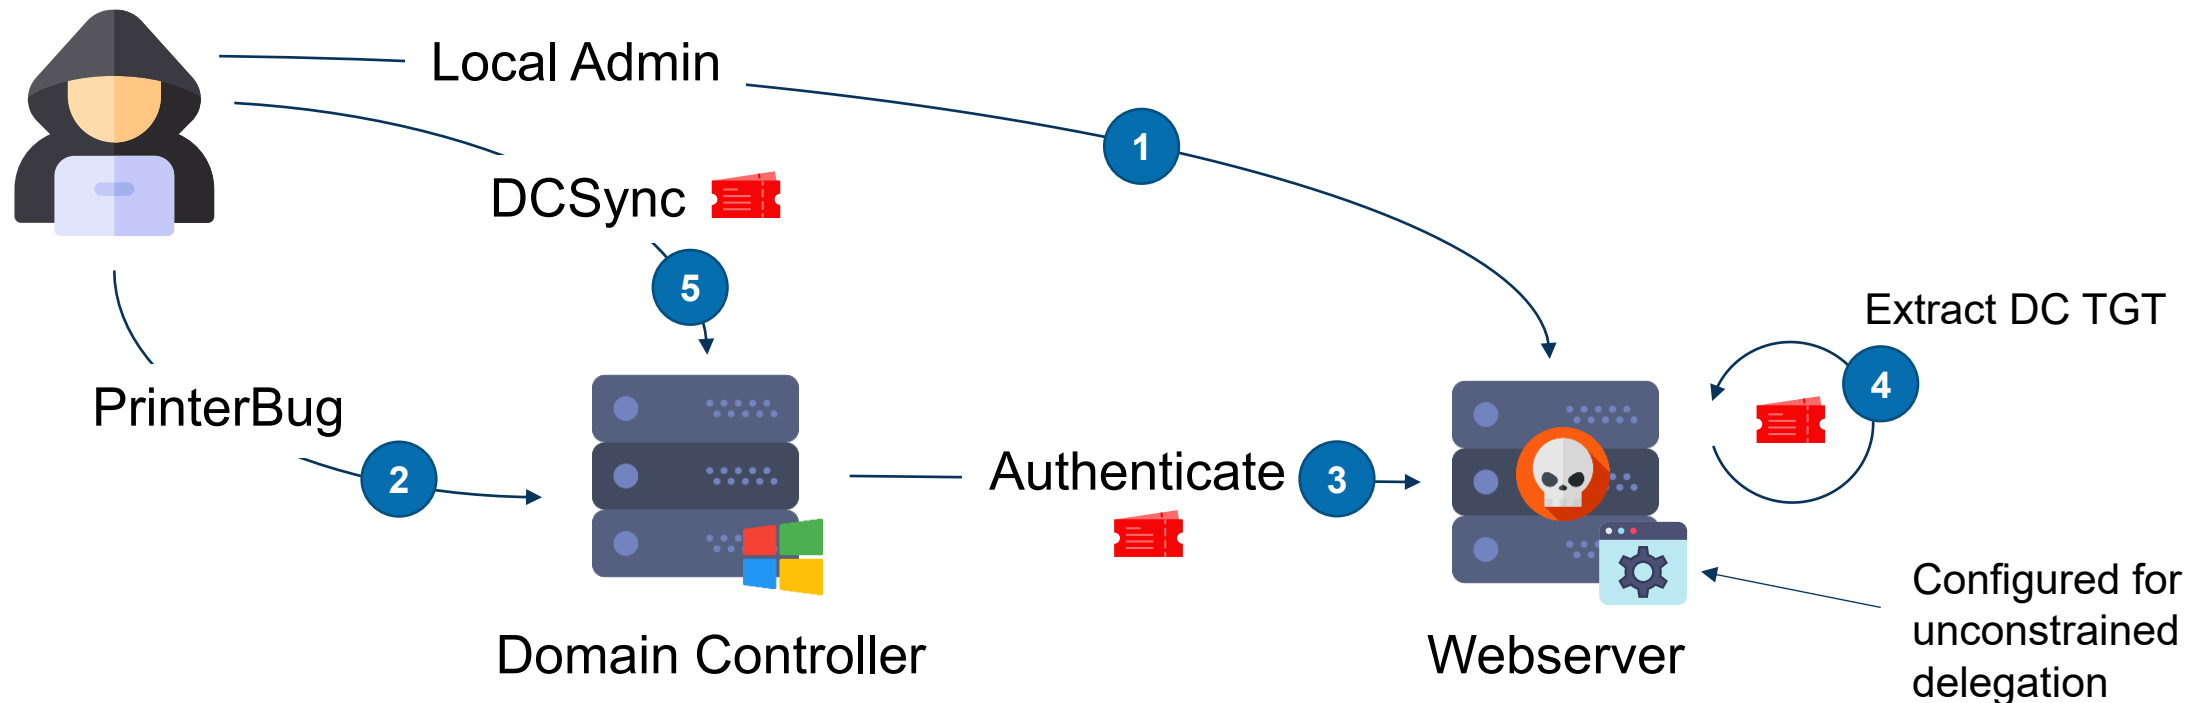 Local Admin
1
DCSync
5
Extract DC TGT
4
PrinterBug
2
Authenticate
3
Configured for
unconstrained
delegation
Domain Controller
Webserver